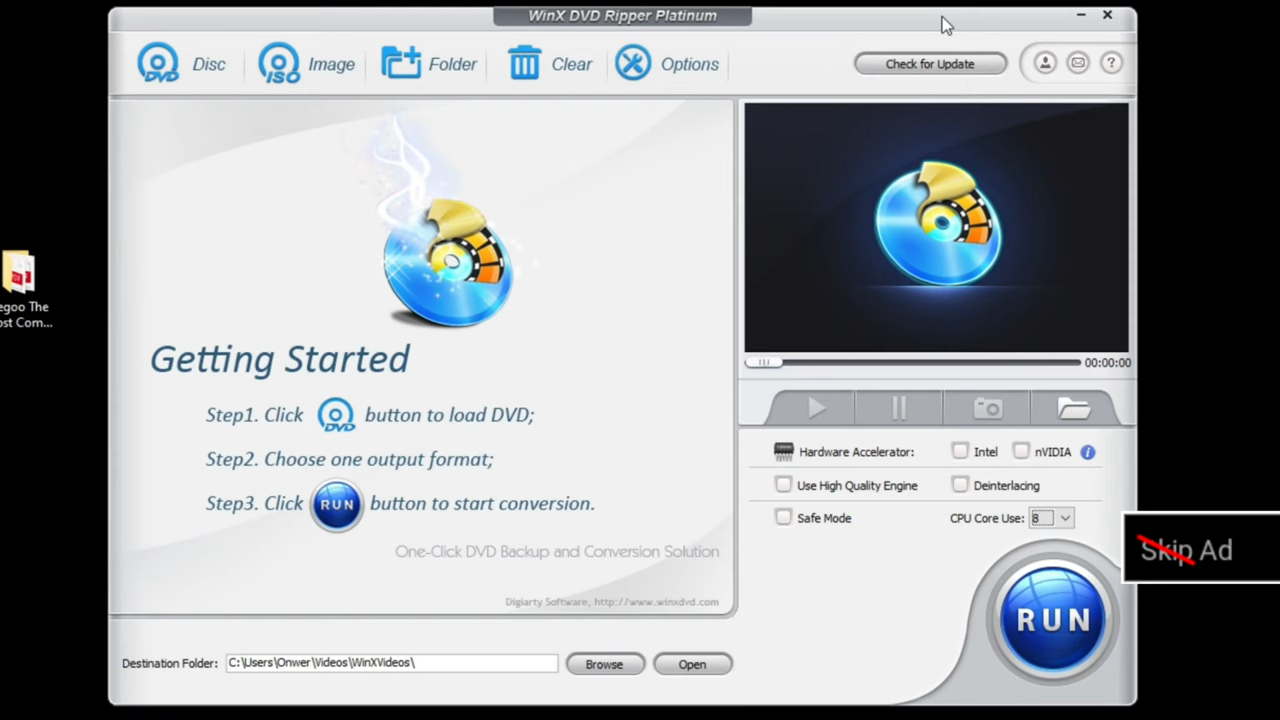 WinX DVD Ripper Platinum
DVD Disc
ISO Image
Folder
Clear
Options
Check for Update
?
egoo The
ost Com...
00:00:00
Getting Started
Step1. Click DVD button to load DVD;
Step2. Choose one output format;
Step3. Click RUN button to start conversion.
One-Click DVD Backup and Conversion Solution
Digiarty Software, http://www.winxdvd.com
Hardware Accelerator:
Intel
nVIDIA
i
Use High Quality Engine
Deinterlacing
Safe Mode
CPU Core Use: 8
Skip Ad
RUN
Destination Folder: C:\Users\Onwer\Videos\WinXVideos\
Browse
Open